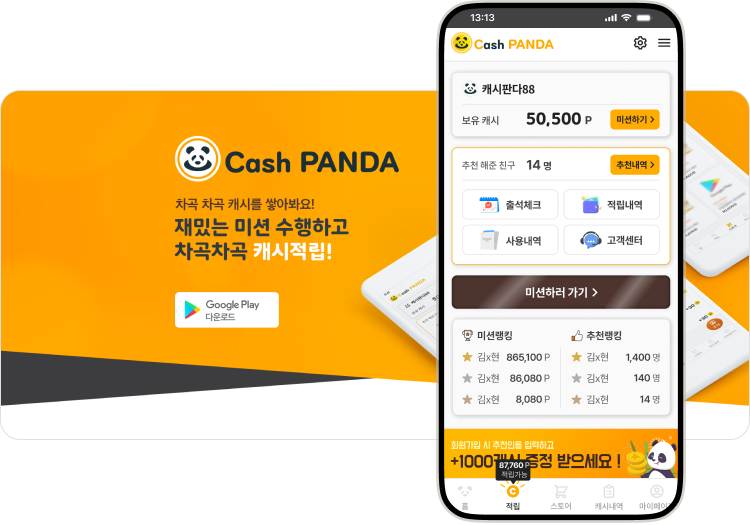 Cash PANDA
차곡 차곡 캐시를 쌓아봐요!
재밌는 미션 수행하고
차곡차곡 캐시적립!
Google Play
다운로드
13:13
Cash PANDA
캐시판다88
보유 캐시 50,500 P 미션하기 >
추천 해준 친구 14 명 추천내역 >
출석체크 적립내역
사용내역 고객센터
미션하러 가기 >
미션랭킹 추천랭킹
김x현 865,100 P 김x현 1,400 명
김x현 86,080 P 김x현 140 명
김x현 8,080 P 김x현 14 명
회원가입 시 추천인을 입력하고
+1000캐시 증정 받으세요 !
87,760 P
적립가능
홈 적립 스토어 캐시내역 마이페이지
Cash PANDA